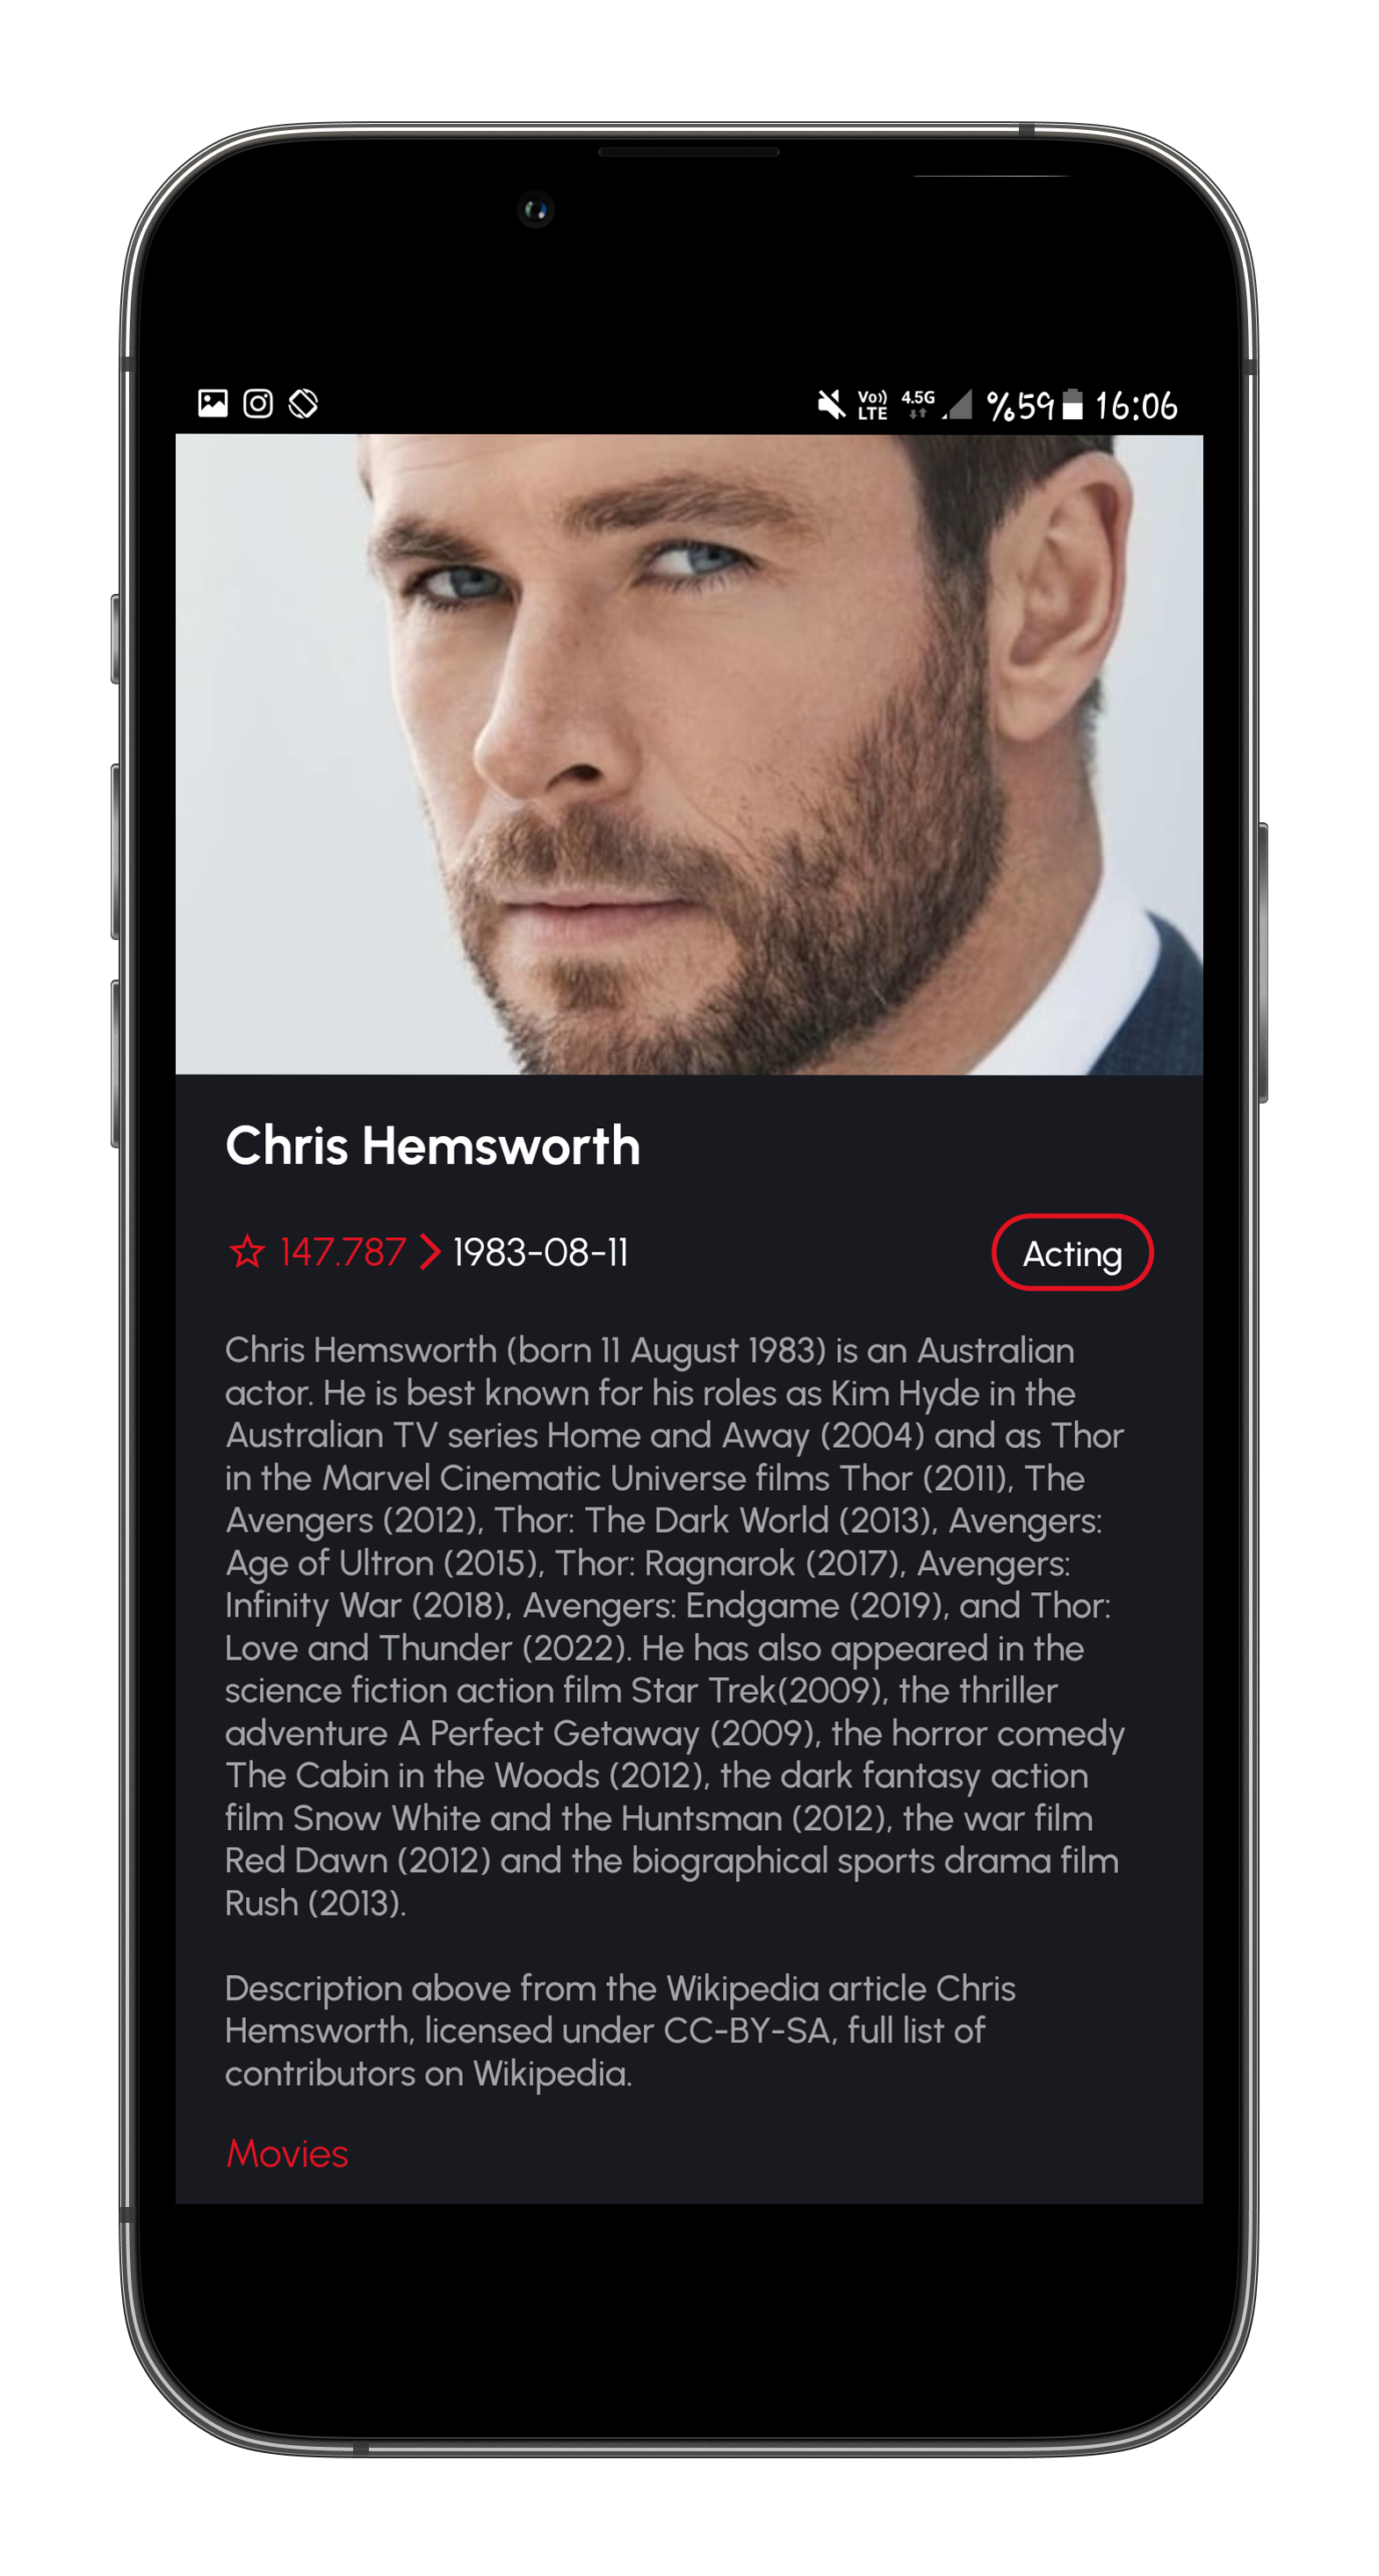 Vo)) LTE 4.5G %59 16:06
Chris Hemsworth
147.787 1983-08-11 Acting
Chris Hemsworth (born 11 August 1983) is an Australian
actor. He is best known for his roles as Kim Hyde in the
Australian TV series Home and Away (2004) and as Thor
in the Marvel Cinematic Universe films Thor (2011), The
Avengers (2012), Thor: The Dark World (2013), Avengers:
Age of Ultron (2015), Thor: Ragnarok (2017), Avengers:
Infinity War (2018), Avengers: Endgame (2019), and Thor:
Love and Thunder (2022). He has also appeared in the
science fiction action film Star Trek(2009), the thriller
adventure A Perfect Getaway (2009), the horror comedy
The Cabin in the Woods (2012), the dark fantasy action
film Snow White and the Huntsman (2012), the war film
Red Dawn (2012) and the biographical sports drama film
Rush (2013).
Description above from the Wikipedia article Chris
Hemsworth, licensed under CC-BY-SA, full list of
contributors on Wikipedia.
Movies